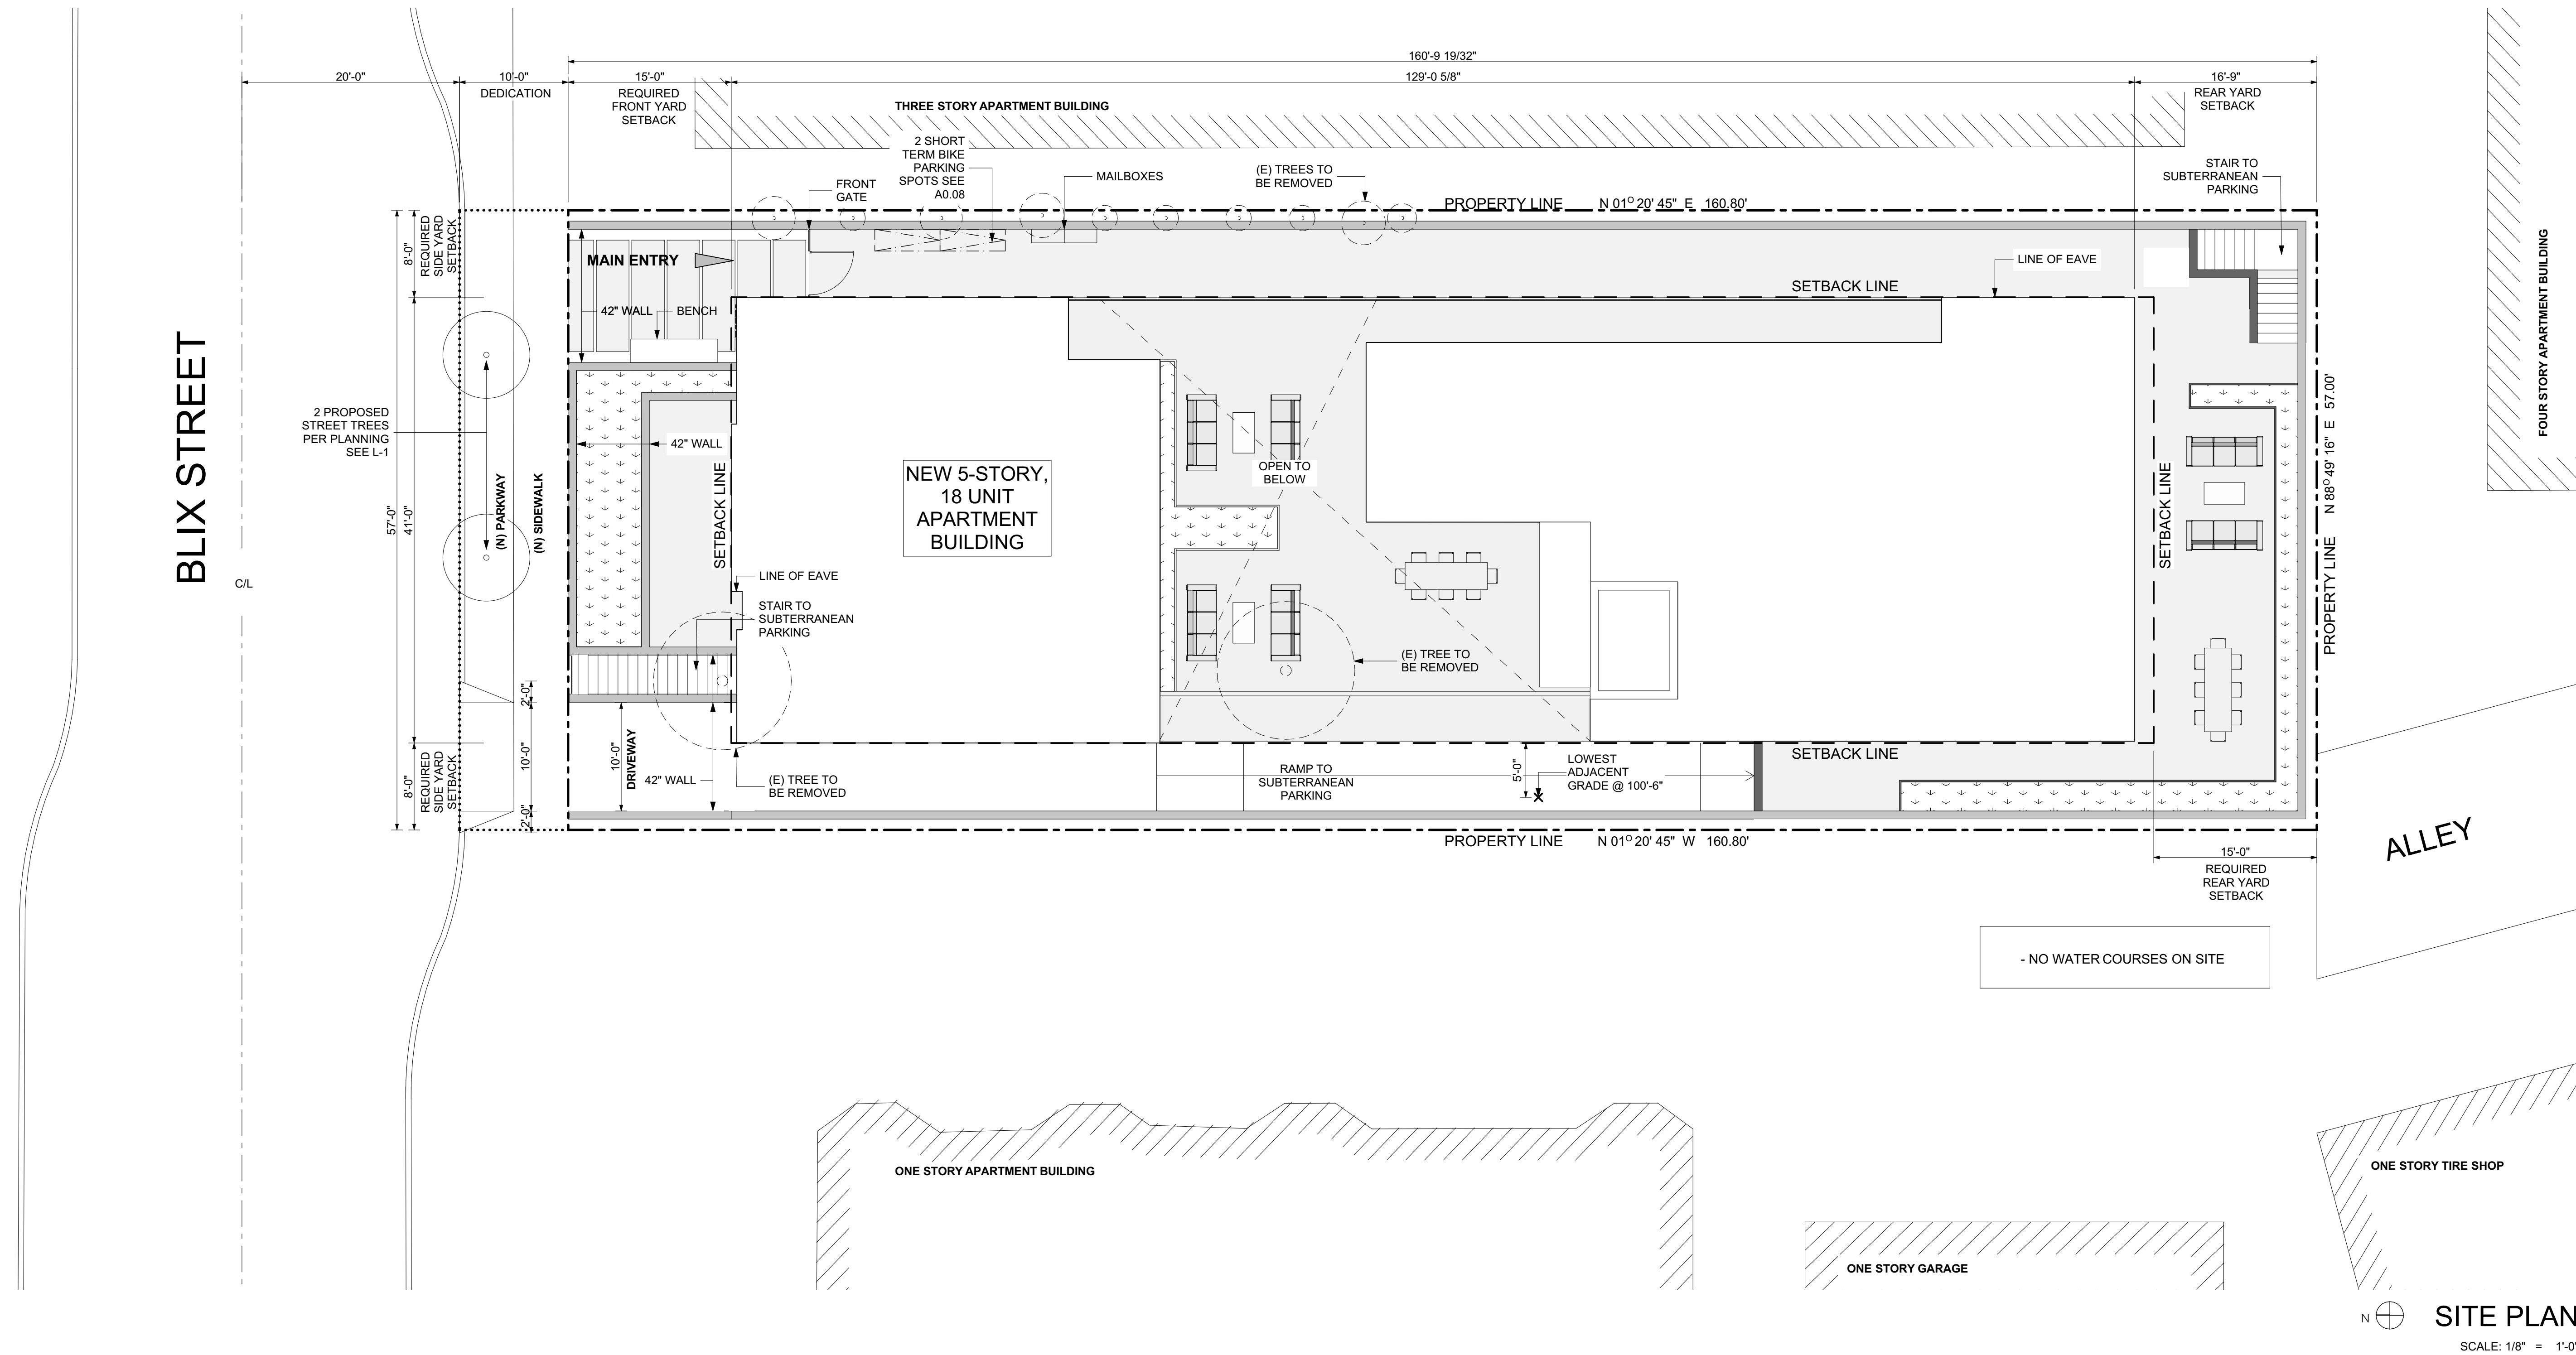 160'-9 19/32"
20'-0"
10'-0"
15'-0"
129'-0 5/8"
16'-9"
DEDICATION
REQUIRED
FRONT YARD
SETBACK
REAR YARD
SETBACK
THREE STORY APARTMENT BUILDING
2 SHORT
TERM BIKE
PARKING
SPOTS SEE
A0.08
FRONT
GATE
MAILBOXES
(E) TREES TO
BE REMOVED
STAIR TO
SUBTERRANEAN
PARKING
PROPERTY LINE N 01O 20' 45" E 160.80'
8'-0"
REQUIRED
SIDE YARD
SETBACK
MAIN ENTRY
LINE OF EAVE
SETBACK LINE
42" WALL
BENCH
FOUR STORY APARTMENT BUILDING
BLIX STREET
C/L
2 PROPOSED
STREET TREES
PER PLANNING
SEE L-1
57'-0"
41'-0"
(N) PARKWAY
(N) SIDEWALK
42" WALL
SETBACK LINE
NEW 5-STORY,
18 UNIT
APARTMENT
BUILDING
OPEN TO
BELOW
SETBACK LINE
PROPERTY LINE N 88O 49' 16" E 57.00'
LINE OF EAVE
STAIR TO
SUBTERRANEAN
PARKING
(E) TREE TO
BE REMOVED
2'-0"
10'-0"
2'-0"
8'-0"
REQUIRED
SIDE YARD
SETBACK
10'-0"
DRIVEWAY
42" WALL
(E) TREE TO
BE REMOVED
RAMP TO
SUBTERRANEAN
PARKING
5'-0"
LOWEST
ADJACENT
GRADE @ 100'-6"
SETBACK LINE
PROPERTY LINE N 01O 20' 45" W 160.80'
15'-0"
REQUIRED
REAR YARD
SETBACK
ALLEY
- NO WATER COURSES ON SITE
ONE STORY APARTMENT BUILDING
ONE STORY TIRE SHOP
ONE STORY GARAGE
N
SITE PLAN
SCALE: 1/8" = 1'-0"